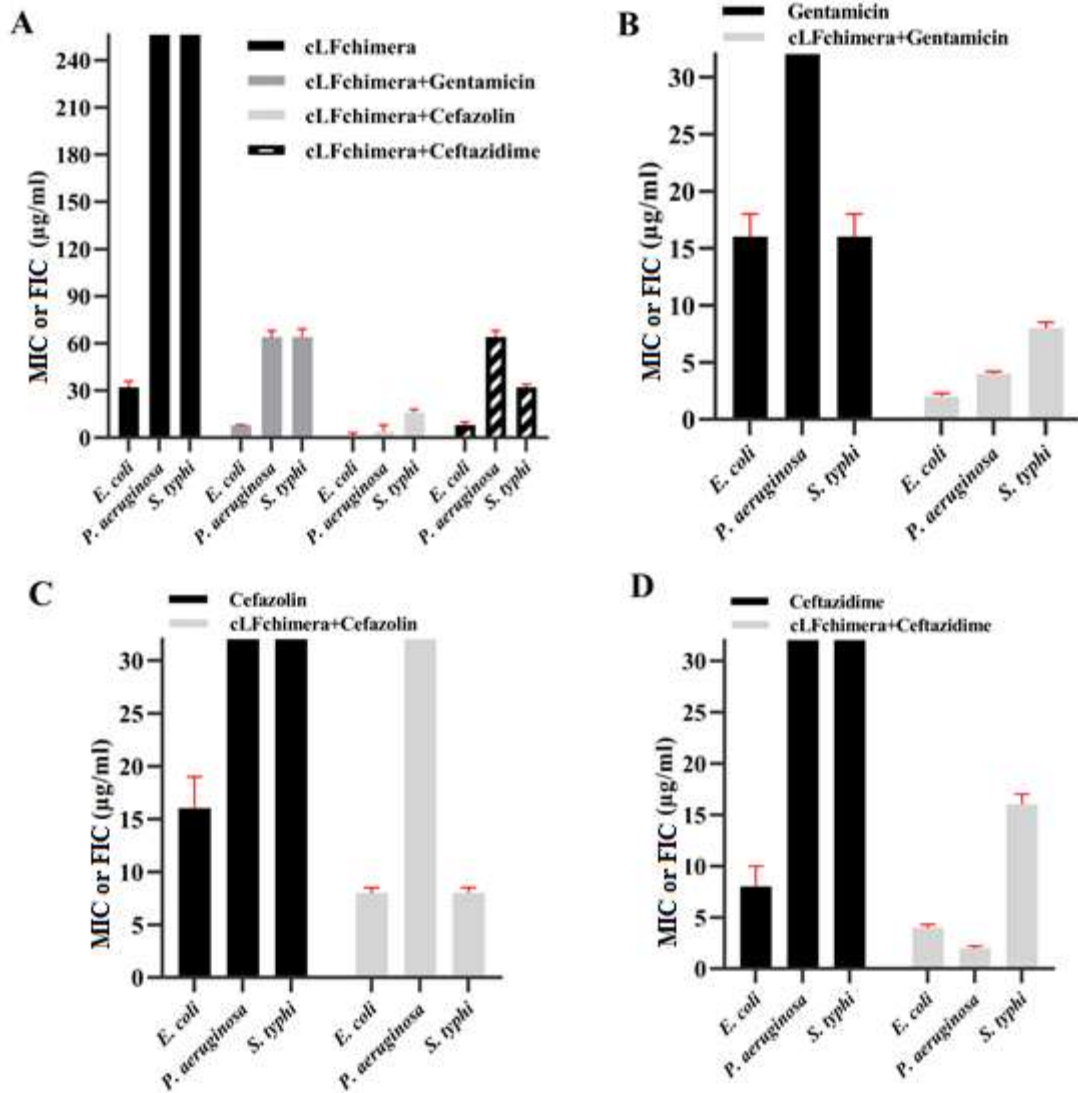 A
cLFchimera
cLFchimera+Gentamicin
cLFchimera+Cefazolin
cLFchimera+Ceftazidime
MIC or FIC (µg/ml)
240
210
180
150
120
90
60
30
0
E. coli
P. aeruginosa
S. typhi
E. coli
P. aeruginosa
S. typhi
E. coli
P. aeruginosa
S. typhi
E. coli
P. aeruginosa
S. typhi
B
Gentamicin
cLFchimera+Gentamicin
MIC or FIC (µg/ml)
30
25
20
15
10
5
0
E. coli
P. aeruginosa
S. typhi
E. coli
P. aeruginosa
S. typhi
C
Cefazolin
cLFchimera+Cefazolin
MIC or FIC (µg/ml)
30
25
20
15
10
5
0
E. coli
P. aeruginosa
S. typhi
E. coli
P. aeruginosa
S. typhi
D
Ceftazidime
cLFchimera+Ceftazidime
MIC or FIC (µg/ml)
30
25
20
15
10
5
0
E. coli
P. aeruginosa
S. typhi
E. coli
P. aeruginosa
S. typhi